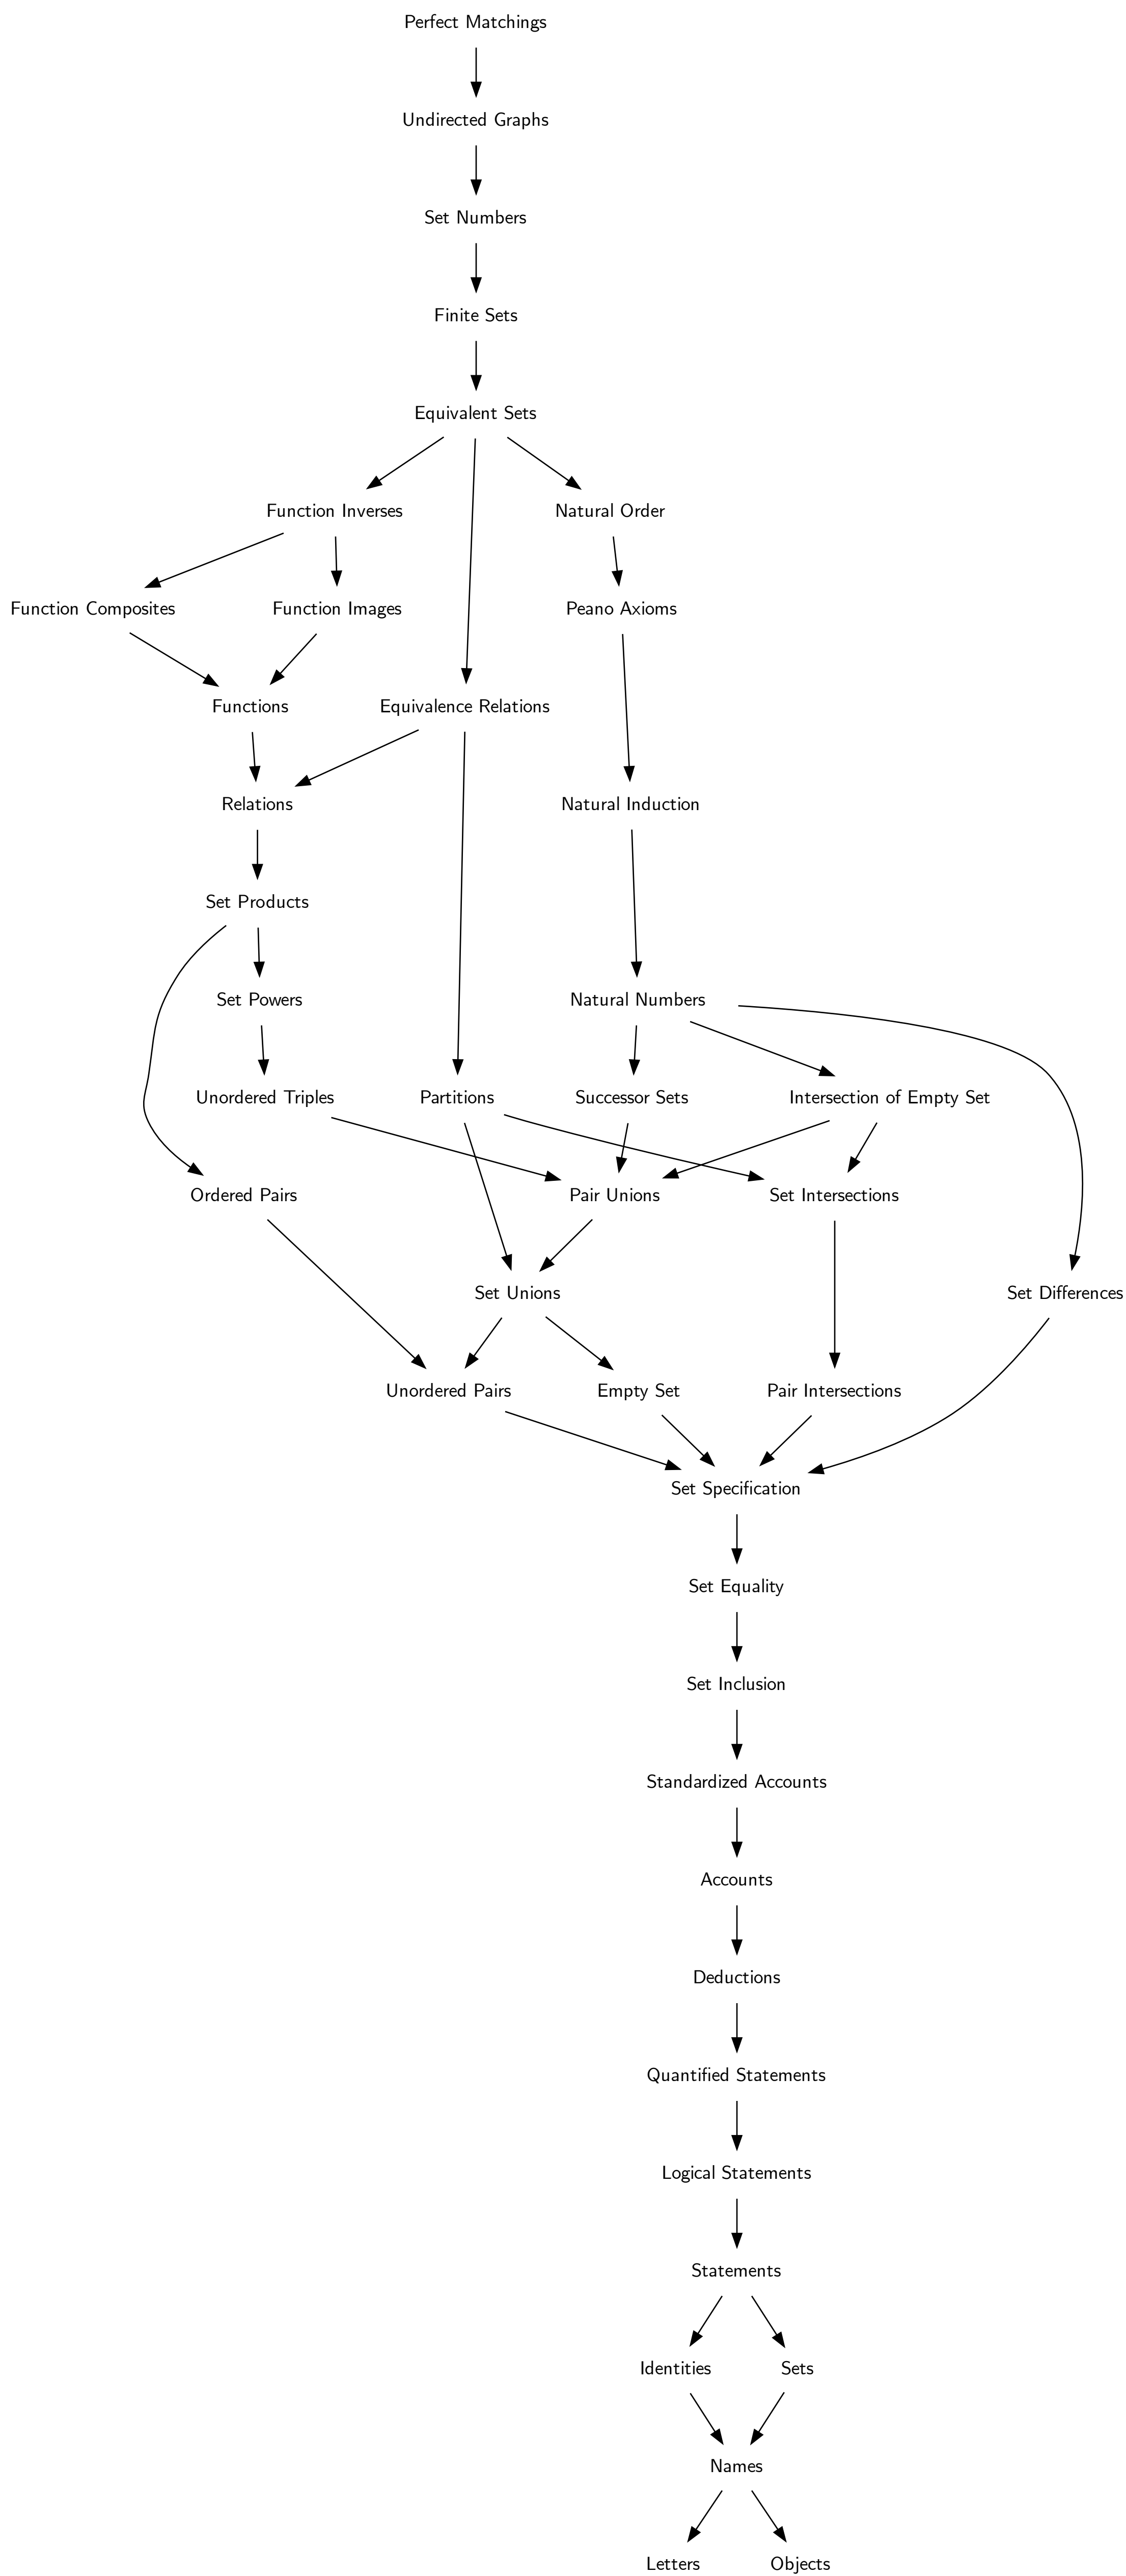 Perfect Matchings
Undirected Graphs
Set Numbers
Finite Sets
Equivalent Sets
Function Inverses
Natural Order
Function Composites
Function Images
Peano Axioms
Functions
Equivalence Relations
Relations
Natural Induction
Set Products
Set Powers
Natural Numbers
Unordered Triples
Partitions
Successor Sets
Intersection of Empty Set
Ordered Pairs
Pair Unions
Set Intersections
Set Unions
Set Differences
Unordered Pairs
Empty Set
Pair Intersections
Set Specification
Set Equality
Set Inclusion
Standardized Accounts
Accounts
Deductions
Quantified Statements
Logical Statements
Statements
Identities
Sets
Names
Letters
Objects